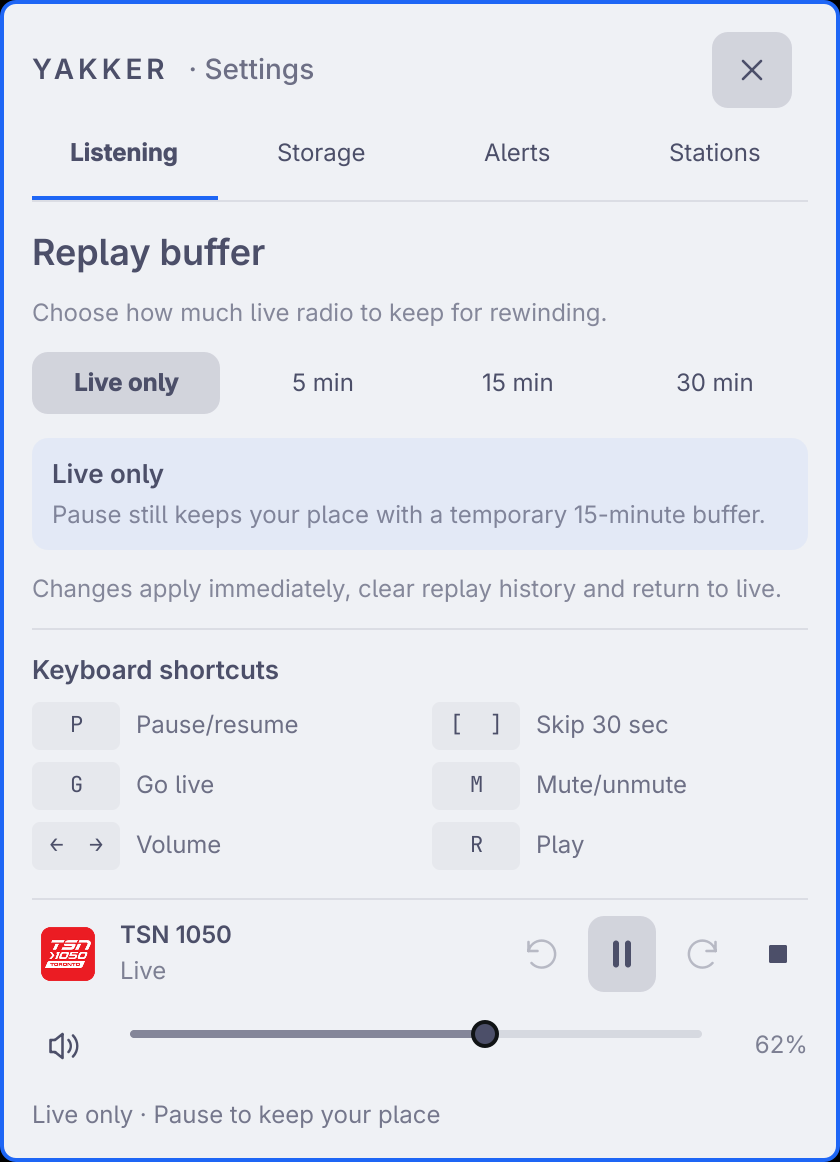 YAKKER · Settings
Listening Storage Alerts Stations
Replay buffer
Choose how much live radio to keep for rewinding.
Live only 5 min 15 min 30 min
Live only
Pause still keeps your place with a temporary 15-minute buffer.
Changes apply immediately, clear replay history and return to live.
Keyboard shortcuts
P Pause/resume [ ] Skip 30 sec
G Go live M Mute/unmute
← → Volume R Play
TSN
1050
TORONTO
TSN 1050
Live
62%
Live only · Pause to keep your place